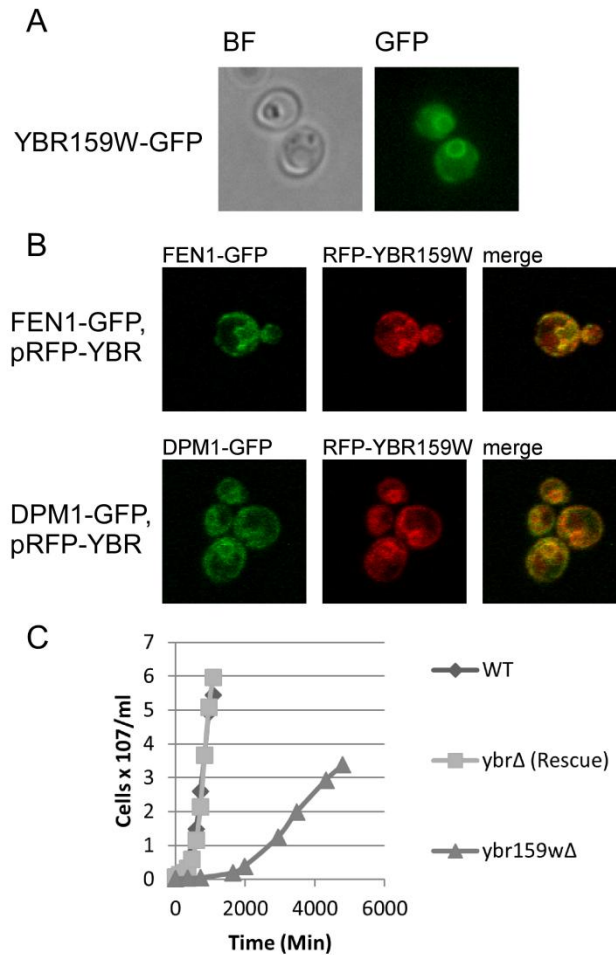 A
BF GFP
YBR159W-GFP
B
FEN1-GFP RFP-YBR159W merge
FEN1-GFP,
pRFP-YBR
DPM1-GFP RFP-YBR159W merge
DPM1-GFP,
pRFP-YBR
C
Cells x 107/ml
7
6
5
4
3
2
1
0
0 2000 4000 6000
Time (Min)
WT
ybrΔ (Rescue)
ybr159wΔ